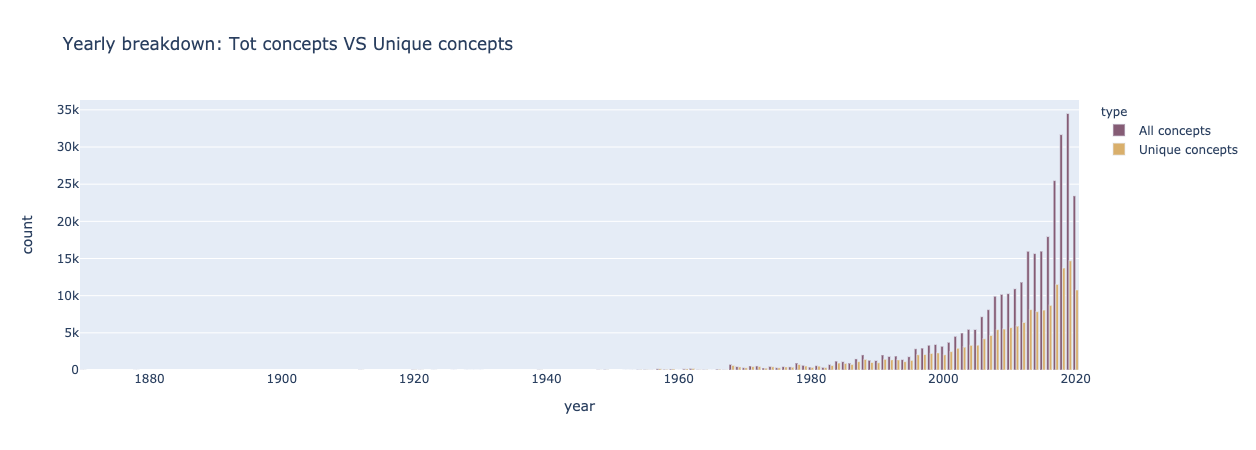 Yearly breakdown: Tot concepts VS Unique concepts
type
All concepts
Unique concepts
35k
30k
25k
20k
15k
10k
5k
0
count
1880 1900 1920 1940 1960 1980 2000 2020
year